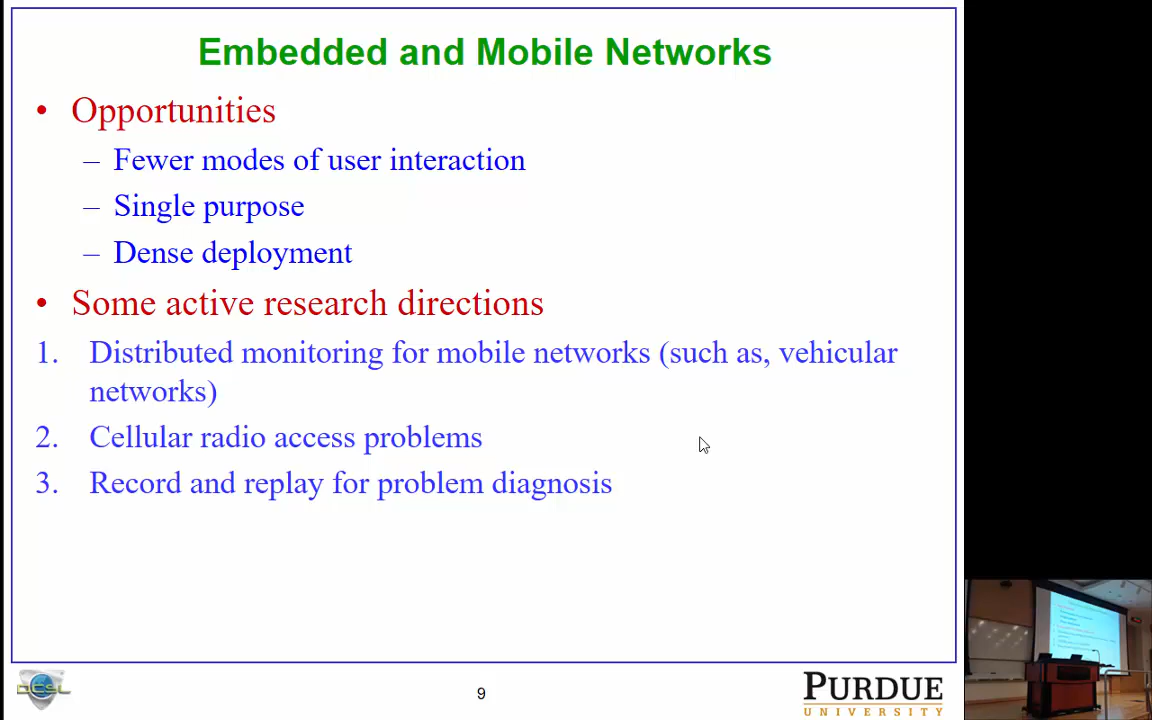 Embedded and Mobile Networks
• Opportunities
– Fewer modes of user interaction
– Single purpose
– Dense deployment
• Some active research directions
1. Distributed monitoring for mobile networks (such as, vehicular
networks)
2. Cellular radio access problems
3. Record and replay for problem diagnosis
DCSL
9
PURDUE
UNIVERSITY